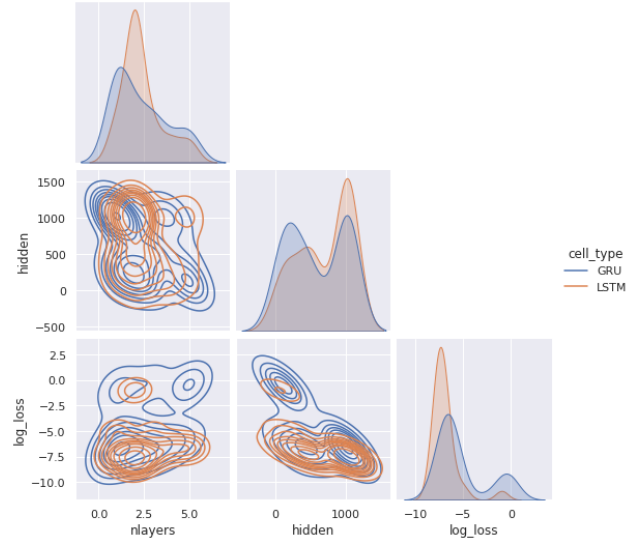 1500
1000
500
0
−500
hidden
cell_type
GRU
LSTM
2.5
0.0
−2.5
−5.0
−7.5
−10.0
log_loss
0.0 2.5 5.0
nlayers
0 1000
hidden
−10 −5 0
log_loss